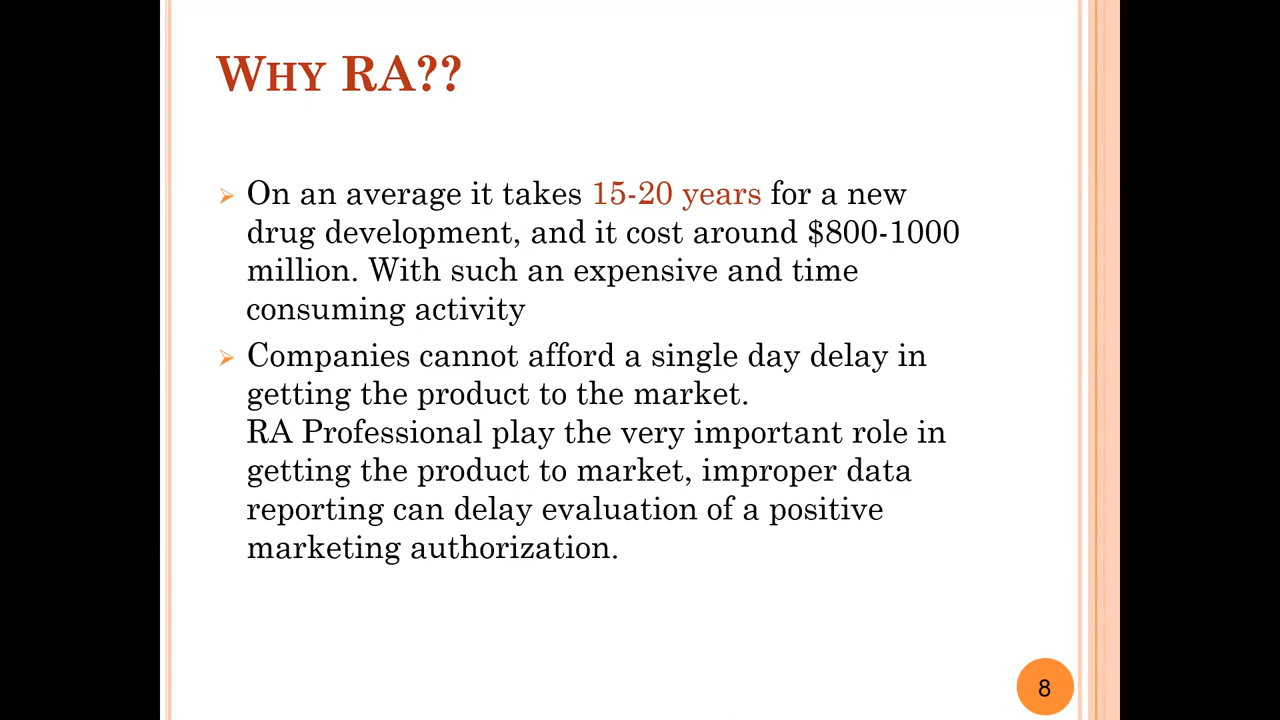 WHY RA??
On an average it takes 15-20 years for a new
drug development, and it cost around $800-1000
million. With such an expensive and time
consuming activity
Companies cannot afford a single day delay in
getting the product to the market.
RA Professional play the very important role in
getting the product to market, improper data
reporting can delay evaluation of a positive
marketing authorization.
8